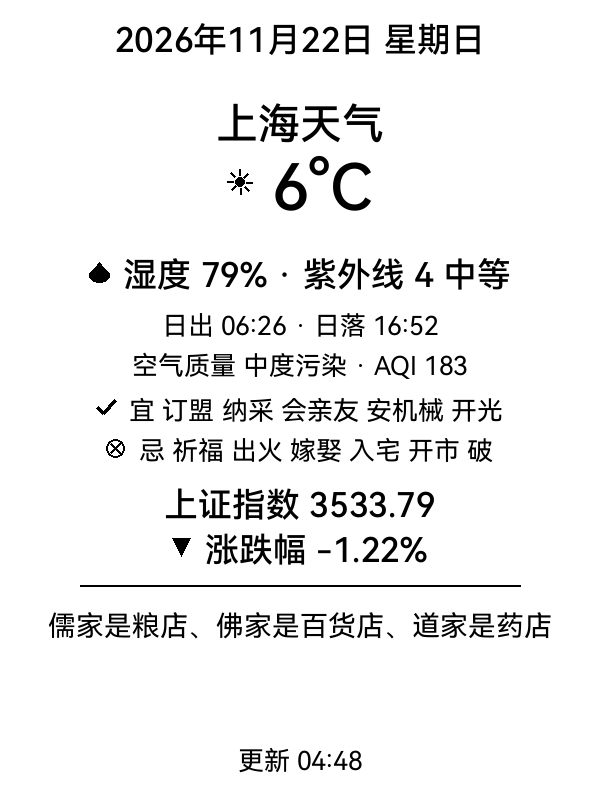 2026年11月22日 星期日
上海天气
6°C
湿度 79% · 紫外线 4 中等
日出 06:26 · 日落 16:52
空气质量 中度污染 · AQI 183
宜 订盟 纳采 会亲友 安机械 开光
忌 祈福 出火 嫁娶 入宅 开市 破
上证指数 3533.79
▼ 涨跌幅 -1.22%
儒家是粮店、佛家是百货店、道家是药店
更新 04:48